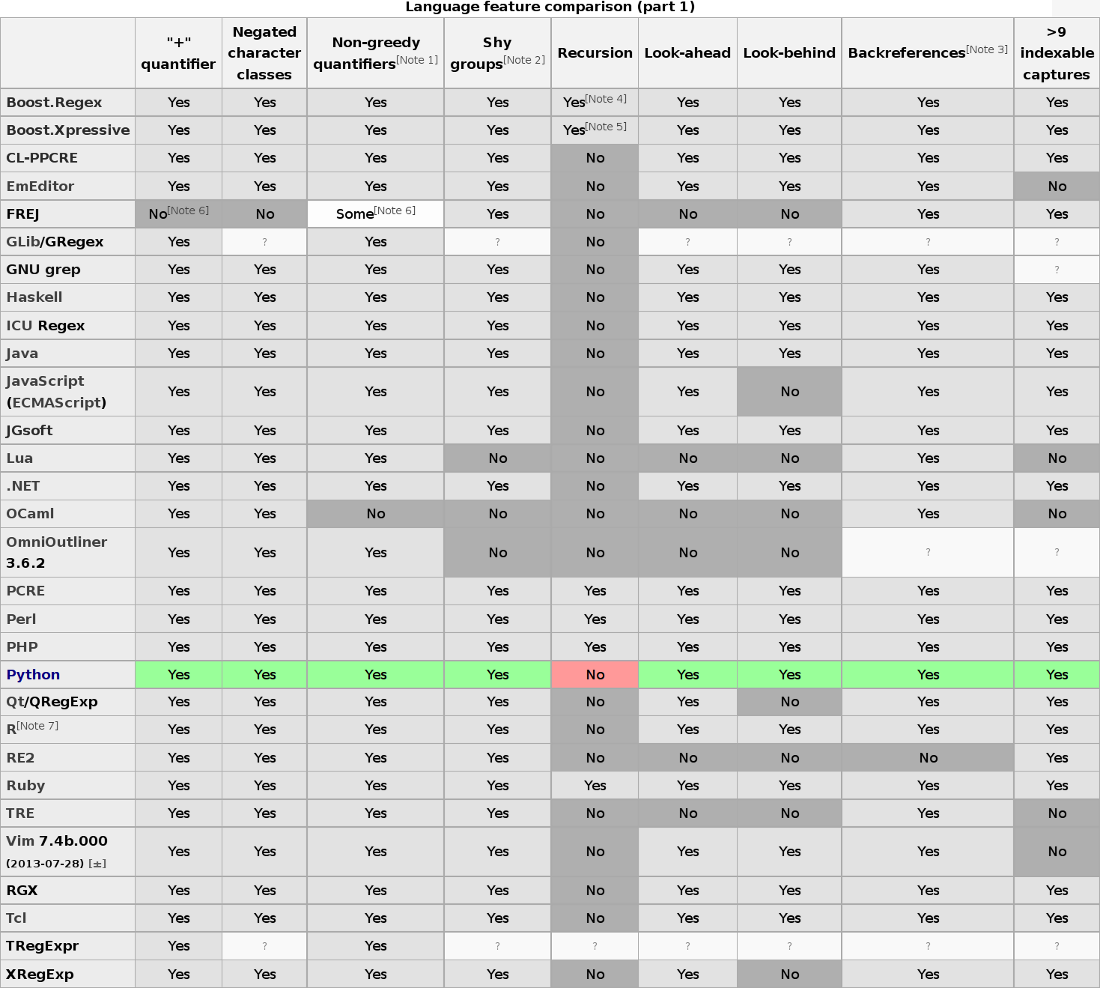 Language feature comparison (part 1)
"+" quantifier Negated character classes Non-greedy quantifiers[Note 1] Shy groups[Note 2] Recursion Look-ahead Look-behind Backreferences[Note 3] >9 indexable captures
Boost.Regex Yes Yes Yes Yes Yes[Note 4] Yes Yes Yes Yes
Boost.Xpressive Yes Yes Yes Yes Yes[Note 5] Yes Yes Yes Yes
CL-PPCRE Yes Yes Yes Yes No Yes Yes Yes Yes
EmEditor Yes Yes Yes Yes No Yes Yes Yes No
FREJ No[Note 6] No Some[Note 6] Yes No No No Yes Yes
GLib/GRegex Yes ? Yes ? No ? ? ? ?
GNU grep Yes Yes Yes Yes No Yes Yes Yes ?
Haskell Yes Yes Yes Yes No Yes Yes Yes Yes
ICU Regex Yes Yes Yes Yes No Yes Yes Yes Yes
Java Yes Yes Yes Yes No Yes Yes Yes Yes
JavaScript (ECMAScript) Yes Yes Yes Yes No Yes No Yes Yes
JGsoft Yes Yes Yes Yes No Yes Yes Yes Yes
Lua Yes Yes Yes No No No No Yes No
.NET Yes Yes Yes Yes No Yes Yes Yes Yes
OCaml Yes Yes No No No No No Yes No
OmniOutliner 3.6.2 Yes Yes Yes No No No No ? ?
PCRE Yes Yes Yes Yes Yes Yes Yes Yes Yes
Perl Yes Yes Yes Yes Yes Yes Yes Yes Yes
PHP Yes Yes Yes Yes Yes Yes Yes Yes Yes
Python Yes Yes Yes Yes No Yes Yes Yes Yes
Qt/QRegExp Yes Yes Yes Yes No Yes No Yes Yes
R[Note 7] Yes Yes Yes Yes No Yes Yes Yes Yes
RE2 Yes Yes Yes Yes No No No No Yes
Ruby Yes Yes Yes Yes Yes Yes Yes Yes Yes
TRE Yes Yes Yes Yes No No No Yes No
Vim 7.4b.000 (2013-07-28) [±] Yes Yes Yes Yes No Yes Yes Yes No
RGX Yes Yes Yes Yes No Yes Yes Yes Yes
Tcl Yes Yes Yes Yes No Yes Yes Yes Yes
TRegExpr Yes ? Yes ? ? ? ? ? ?
XRegExp Yes Yes Yes Yes No Yes No Yes Yes